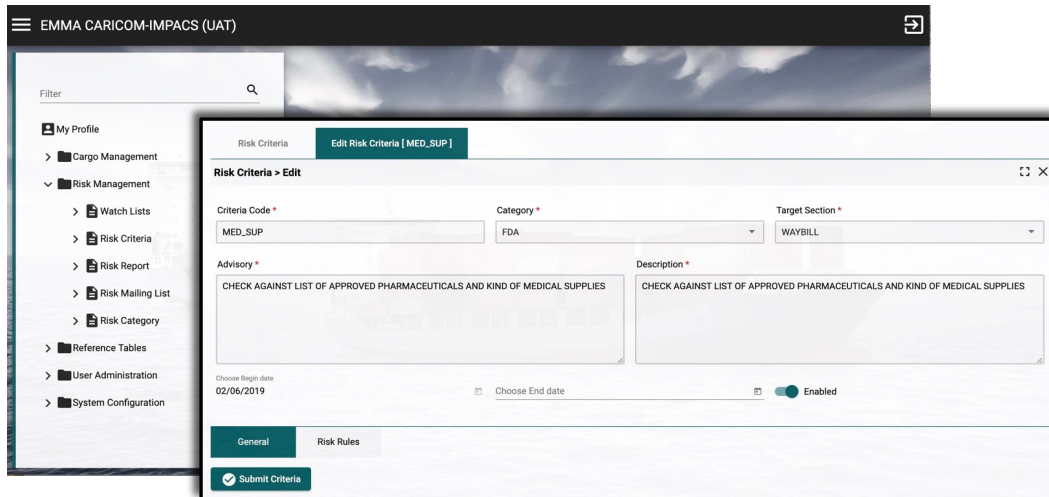 EMMA CARICOM-IMPACS (UAT)
Filter
My Profile
Cargo Management
Risk Management
Watch Lists
Risk Criteria
Risk Report
Risk Mailing List
Risk Category
Reference Tables
User Administration
System Configuration
Risk Criteria
Edit Risk Criteria [ MED_SUP ]
Risk Criteria > Edit
Criteria Code *
Category *
Target Section *
MED_SUP
FDA
WAYBILL
Advisory *
Description *
CHECK AGAINST LIST OF APPROVED PHARMACEUTICALS AND KIND OF MEDICAL SUPPLIES
CHECK AGAINST LIST OF APPROVED PHARMACEUTICALS AND KIND OF MEDICAL SUPPLIES
Choose Begin date
02/06/2019
Choose End date
Enabled
General
Risk Rules
Submit Criteria